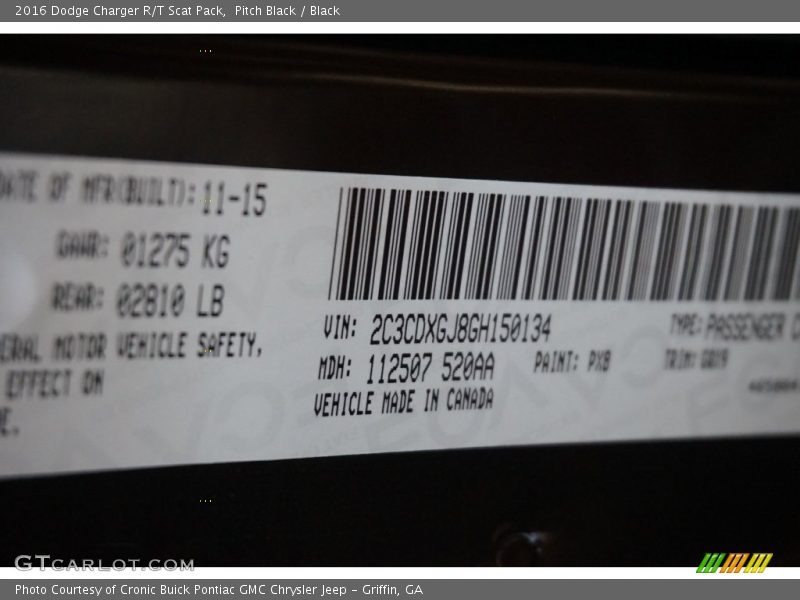 2016 Dodge Charger R/T Scat Pack,  Pitch Black / Black
DATE OF MFR(BUILT): 11-15
GAWR: 01275 KG
REAR: 02810 LB
MOTOR VEHICLE SAFETY,
EFFECT ON
VIN: 2C3CDXGJ8GH150134
MDH: 112507 520AA
PAINT: PX8
VEHICLE MADE IN CANADA
TYPE: PASSENGER
TRIM:
GTCARLOT.COM
Photo Courtesy of Cronic Buick Pontiac GMC Chrysler Jeep - Griffin, GA